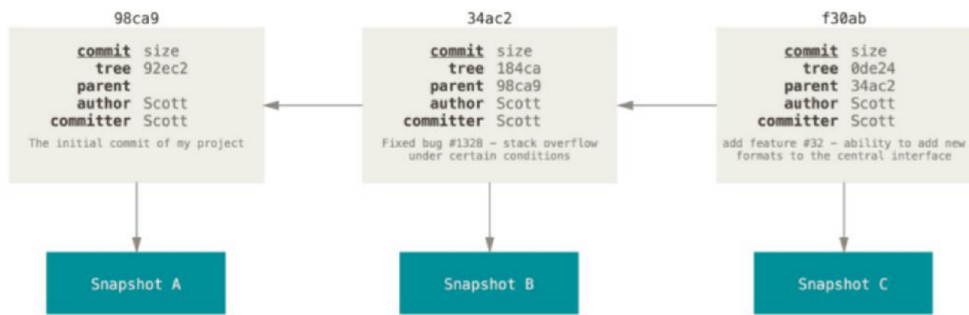 98ca9
commit size
tree 92ec2
parent
author Scott
committer Scott
The initial commit of my project
34ac2
commit size
tree 184ca
parent 98ca9
author Scott
committer Scott
Fixed bug #1328 – stack overflow
under certain conditions
f30ab
commit size
tree 0de24
parent 34ac2
author Scott
committer Scott
add feature #32 – ability to add new
formats to the central interface
Snapshot A
Snapshot B
Snapshot C